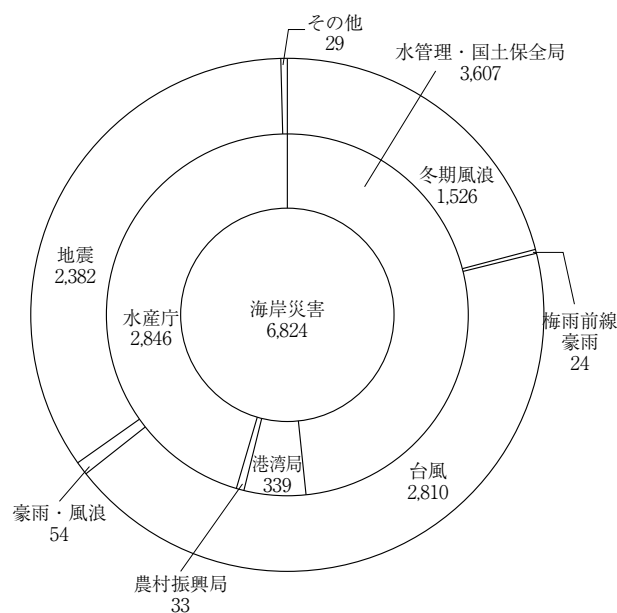 その他
29
水管理・国土保全局
3,607
冬期風浪
1,526
地震
2,382
水産庁
2,846
海岸災害
6,824
梅雨前線
豪雨
24
港湾局
339
台風
2,810
豪雨・風浪
54
農村振興局
33